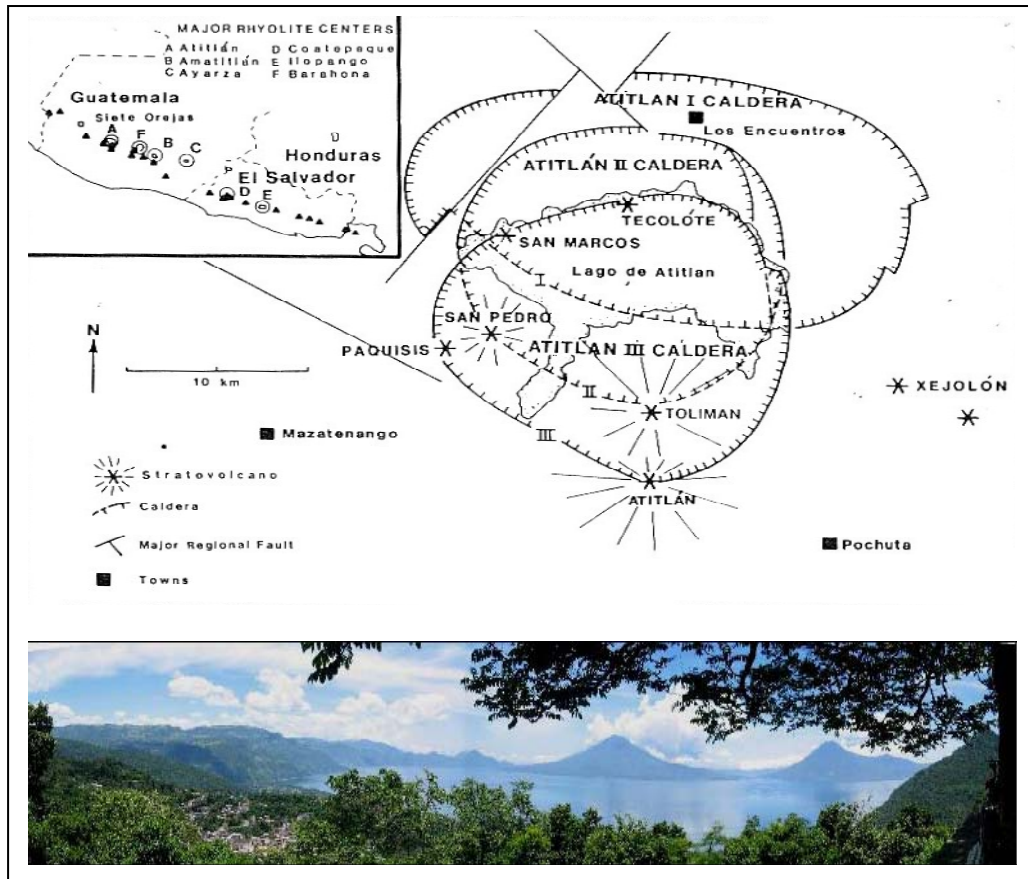 MAJOR RHYOLITE CENTERS
A Atitlán D Coatepeque
B Amatitlán E Ilopango
C Ayarza F Barahona
Guatemala
Siete Orejas
A
F
B
C
Honduras
El Salvador
D
E
ATITLAN I CALDERA
Los Encuentros
ATITLÁN II CALDERA
TECOLÓTE
SAN MARCOS
Lago de Atitlan
I
SAN PEDRO
PAQUISIS
ATITLAN III CALDERA
N
10 km
II
XEJOLÓN
TOLIMAN
III
Mazatenango
Stratovolcano
ATITLÁN
Caldera
Major Regional Fault
Pochuta
Towns